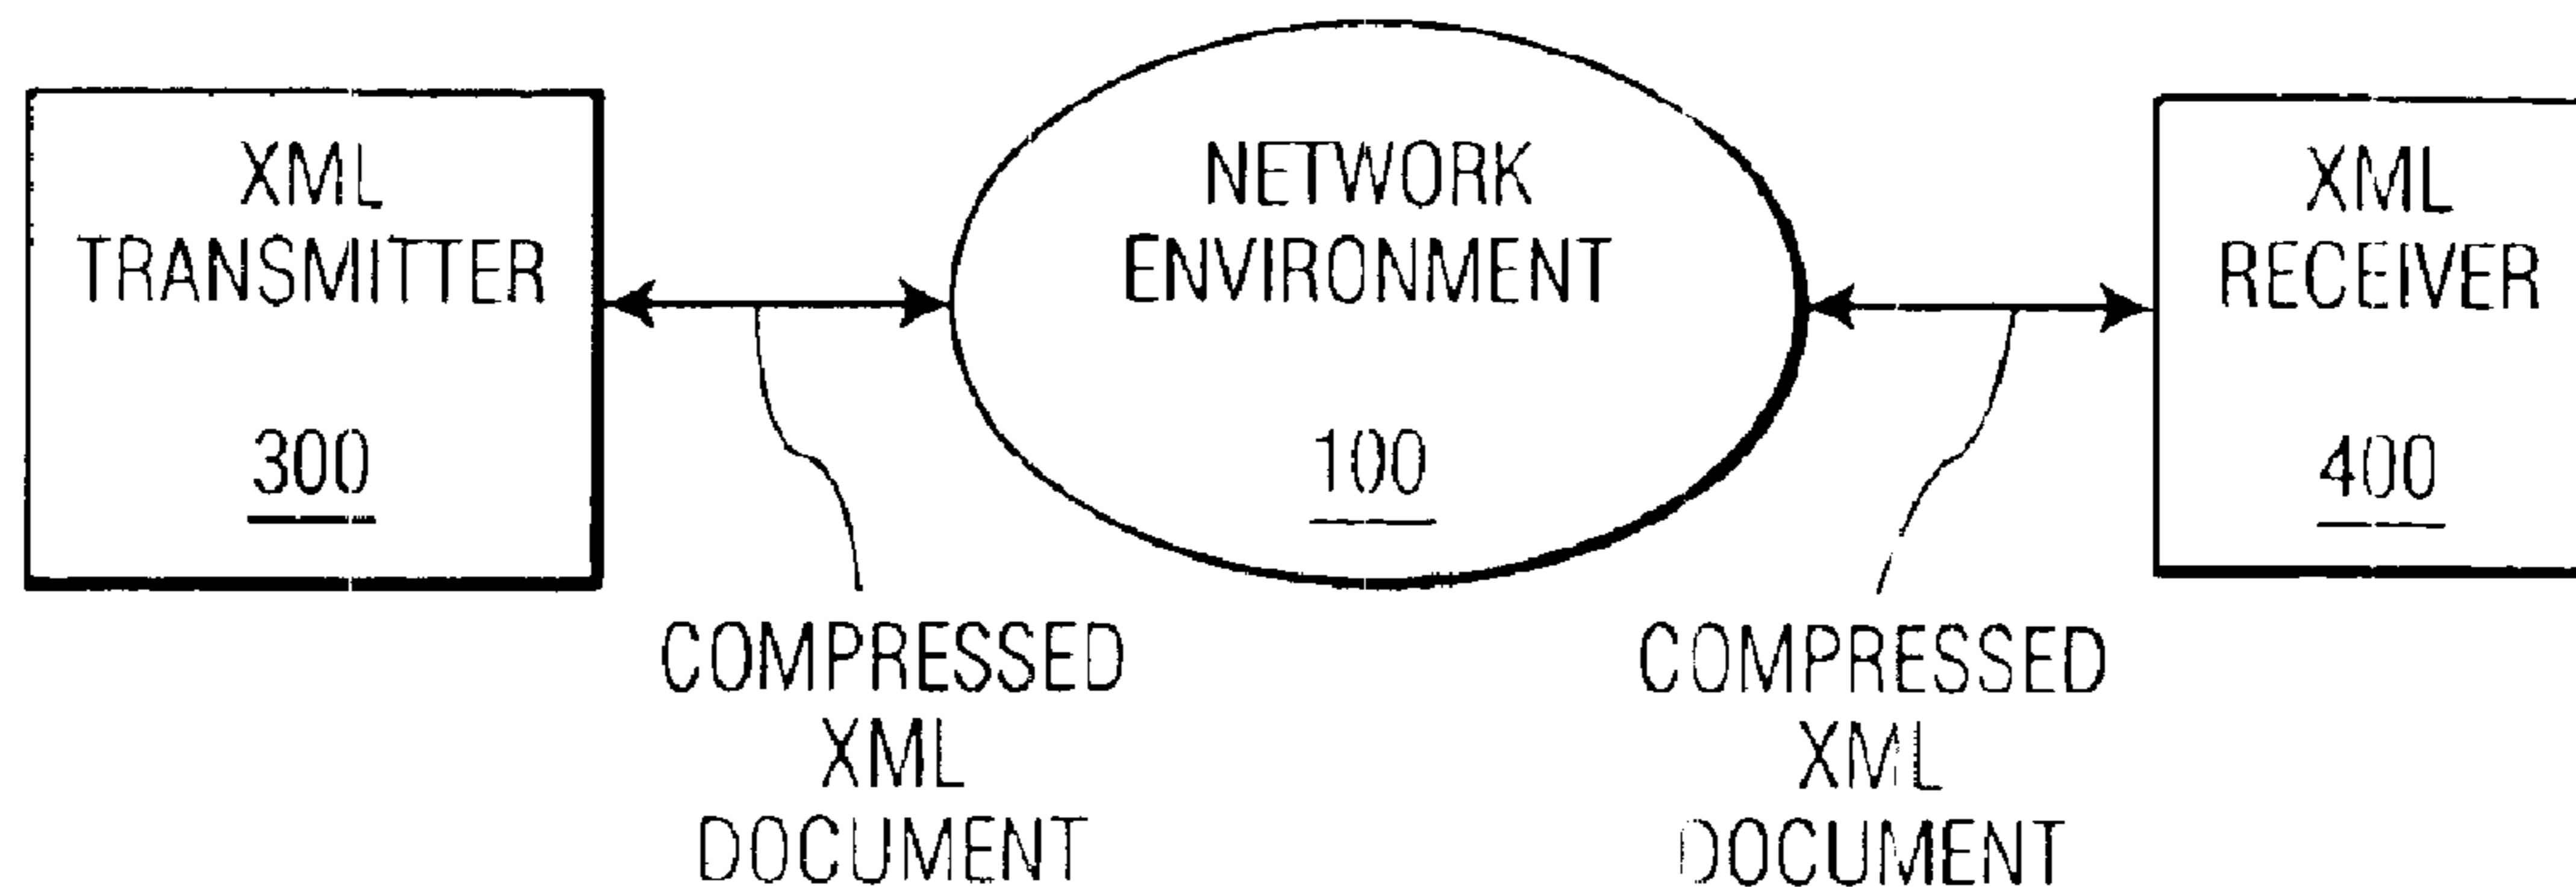 XML
TRANSMITTER
300
NETWORK
ENVIRONMENT
100
XML
RECEIVER
400
COMPRESSED
XML
DOCUMENT
COMPRESSED
XML
DOCUMENT